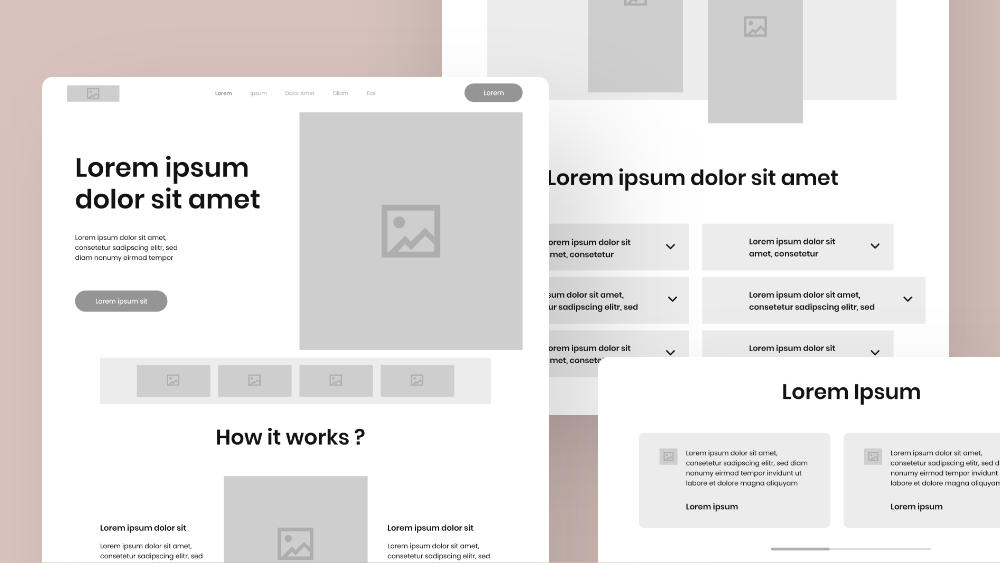 Lorem
Ipsum
Dolor Amet
Lorem
Lorem ipsum
dolor sit amet
Lorem ipsum dolor sit amet,
consetetur sadipscing elitr, sed
diam nonumy eirmod tempor
Lorem ipsum sit
How it works ?
Lorem ipsum dolor sit
Lorem ipsum dolor sit amet,
consetetur sadipscing elitr, sed
Lorem ipsum dolor sit
Lorem ipsum dolor sit amet,
consetetur sadipscing elitr, sed
Lorem ipsum dolor sit amet
orem ipsum dolor sit
met, consetetur
Lorem ipsum dolor sit
amet, consetetur
sum dolor sit amet,
ur sadipscing elitr, sed
Lorem ipsum dolor sit amet,
consetetur sadipscing elitr, sed
orem ipsum dolor sit
met, consete
Lorem ipsum dolor sit
Lorem Ipsum
Lorem ipsum dolor sit amet,
consetetur sadipscing elitr, sed diam
nonumy eirmod tempor invidunt ut
labore et dolore magna aliquyam
Lorem ipsum
Lorem ipsum dolor sit amet,
consetetur sadipscing elitr, sed d
nonumy eirmod tempor invidunt
labore et dolore magna aliquyam
Lorem ipsum